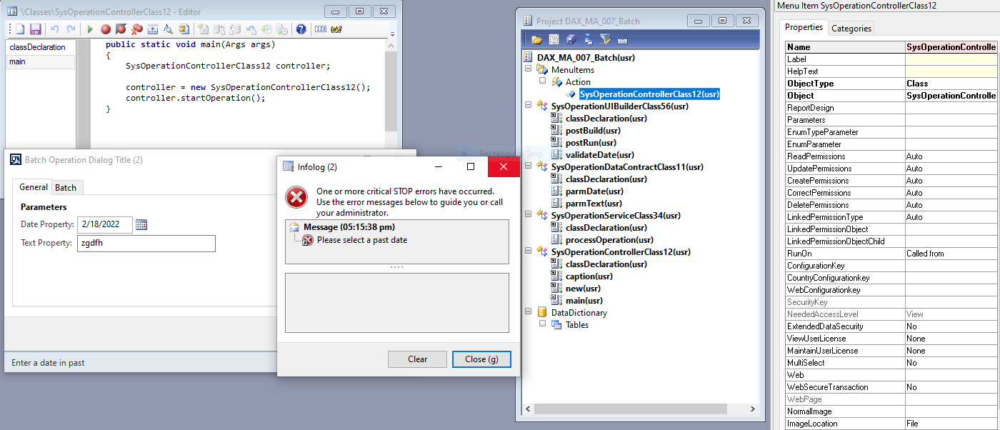 \Classes\SysOperationControllerClass12 - Editor
classDeclaration
main
public static void main(Args args)
{
SysOperationControllerClass12 controller;
controller = new SysOperationControllerClass12();
controller.startOperation();
}
Batch Operation Dialog Title (2)
General Batch
Parameters
Date Property: 2/18/2022
Text Property: zgdfh
Enter a date in past
Rectangular Snip
Infolog (2)
One or more critical STOP errors have occurred.
Use the error messages below to guide you or call
your administrator.
Message (05:15:38 pm)
Please select a past date
Clear Close (g)
Project DAX_MA_007_Batch
DAX_MA_007_Batch(usr)
MenuItems
Action
SysOperationControllerClass12(usr)
SysOperationUIBuilderClass56(usr)
classDeclaration(usr)
postBuild(usr)
postRun(usr)
validateDate(usr)
SysOperationDataContractClass11(usr)
classDeclaration(usr)
parmDate(usr)
parmText(usr)
SysOperationServiceClass34(usr)
classDeclaration(usr)
processOperation(usr)
SysOperationControllerClass12(usr)
classDeclaration(usr)
caption(usr)
new(usr)
main(usr)
DataDictionary
Tables
Menu Item SysOperationControllerClass12
Properties Categories
Name SysOperationControlle
Label
HelpText
ObjectType Class
Object SysOperationControlle
ReportDesign
Parameters
EnumTypeParameter
EnumParameter
ReadPermissions Auto
UpdatePermissions Auto
CreatePermissions Auto
CorrectPermissions Auto
DeletePermissions Auto
LinkedPermissionType Auto
LinkedPermissionObject
LinkedPermissionObjectChild
RunOn Called from
ConfigurationKey
CountryConfigurationkey
WebConfigurationkey
SecurityKey
NeededAccessLevel View
ExtendedDataSecurity No
ViewUserLicense None
MaintainUserLicense None
MultiSelect No
Web
WebSecureTransaction No
WebPage
NormalImage
ImageLocation File